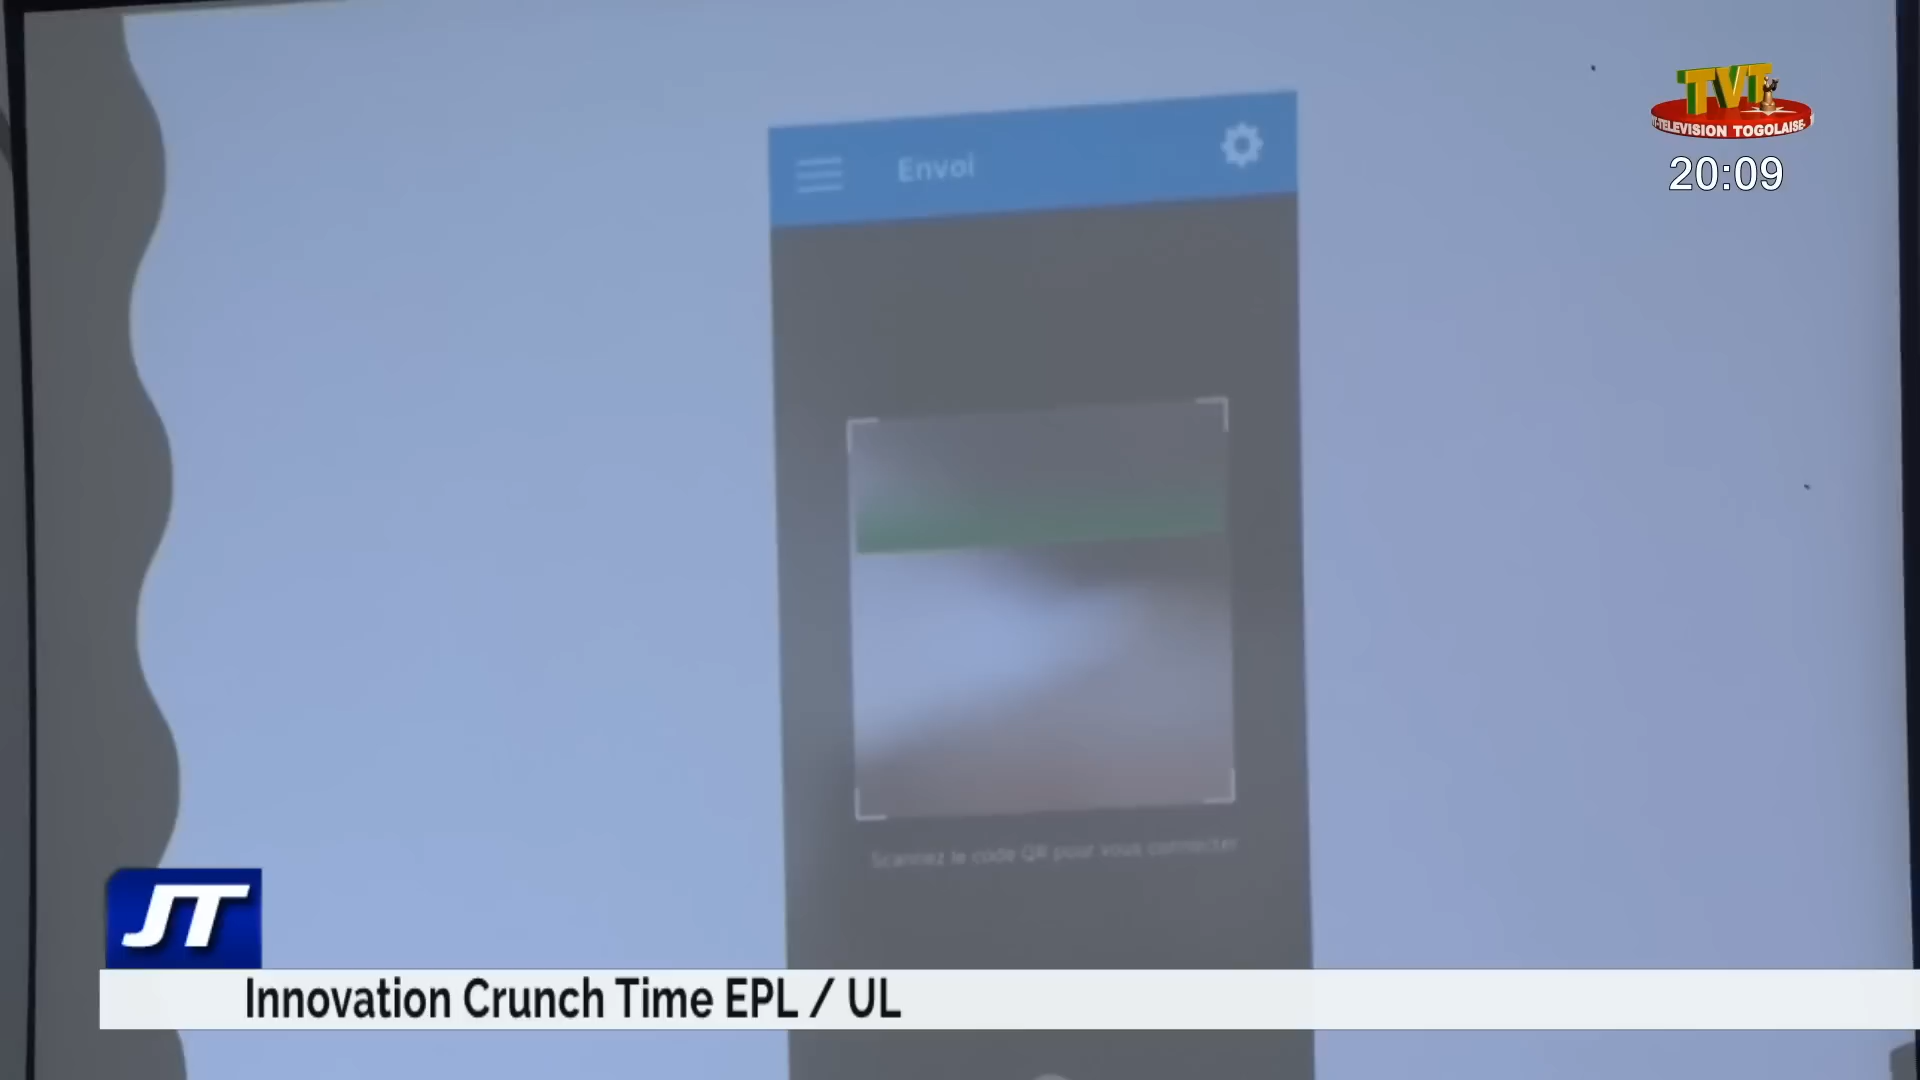 TVT
TELEVISION TOGOLAISE
20:09
Envoi
Scannez le code QR pour vous connecter
JT
Innovation Crunch Time EPL / UL